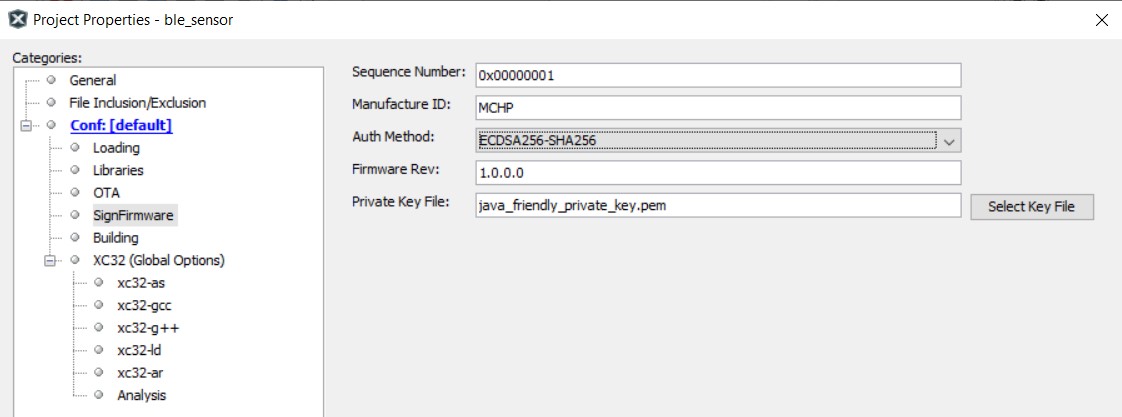 Project Properties - ble_sensor
Categories:
General
File Inclusion/Exclusion
Conf: [default]
Loading
Libraries
OTA
SignFirmware
Building
XC32 (Global Options)
xc32-as
xc32-gcc
xc32-g++
xc32-ld
xc32-ar
Analysis
Sequence Number: 0x00000001
Manufacture ID: MCHP
Auth Method: ECDSA256-SHA256
Firmware Rev: 1.0.0.0
Private Key File: java_friendly_private_key.pem Select Key File